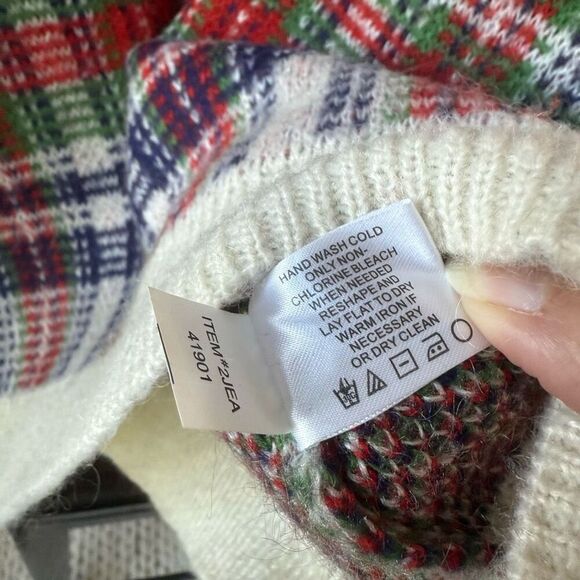 HAND WASH COLD
ONLY NON-
CHLORINE BLEACH
WHEN NEEDED
RESHAPE AND
LAY FLAT TO DRY
WARM IRON IF
NECESSARY
OR DRY CLEAN
ITEM#2JEA
41901